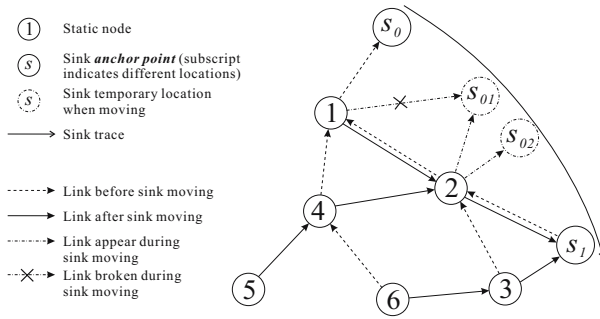 1 Static node
s Sink anchor point (subscript
indicates different locations)
s Sink temporary location
when moving
Sink trace
Link before sink moving
Link after sink moving
Link appear during
sink moving
Link broken during
sink moving
s0
s01
1
s02
2
4
s1
5
6
3